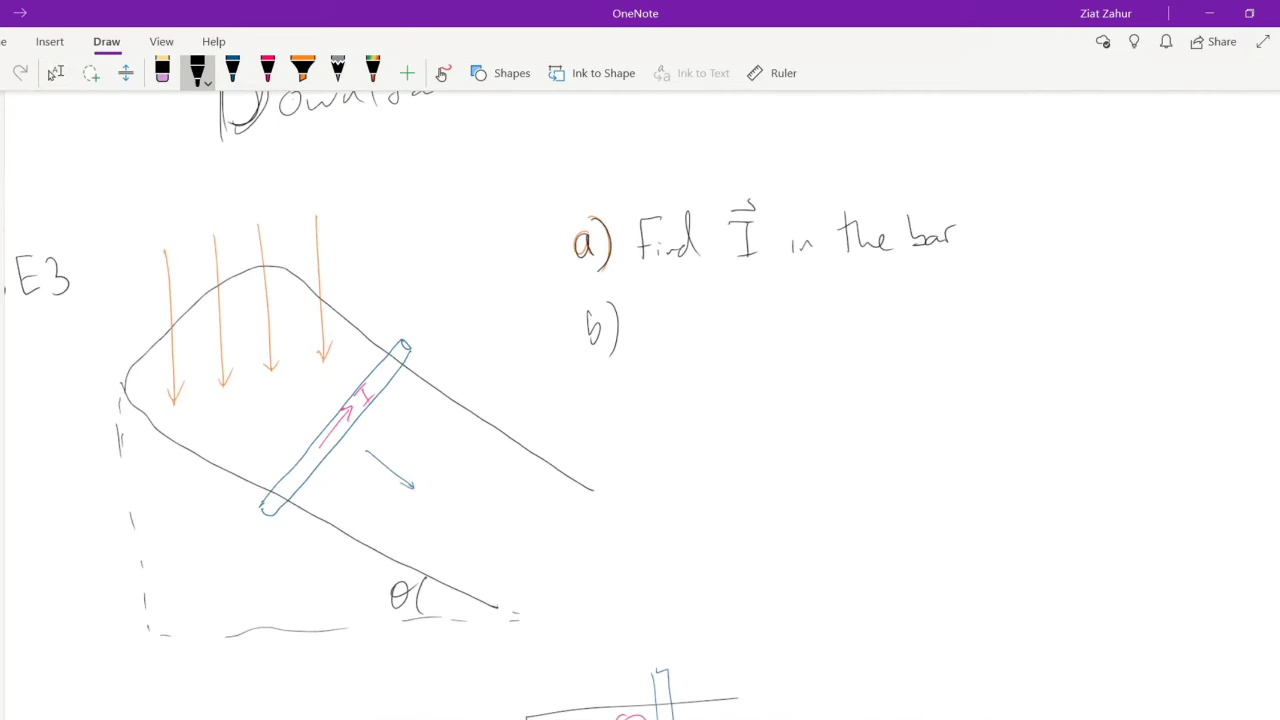 OneNote
Ziat Zahur
Insert Draw View Help
Share
Shapes Ink to Shape Ink to Text Ruler
a) Find I⃗ in the bar
E3
b)
I
θ